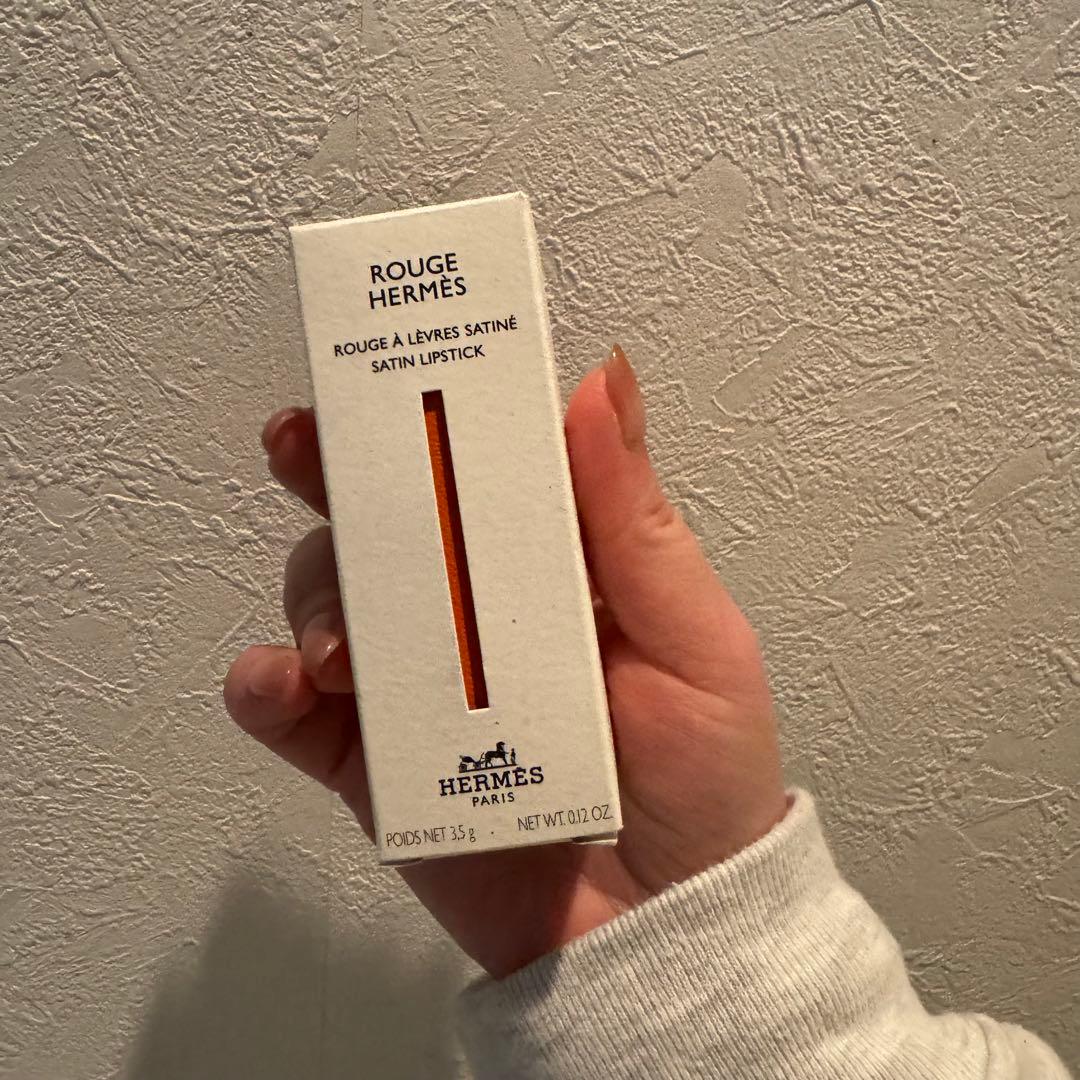 ROUGE
HERMÈS
ROUGE À LÈVRES SATINÉ
SATIN LIPSTICK
HERMÈS
PARIS
POIDS NET 3,5 g · NET WT. 0.12 OZ.